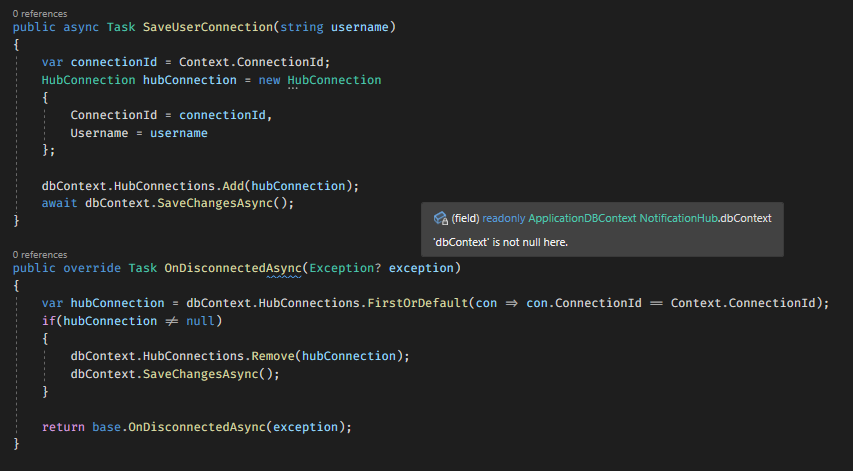 0 references
public async Task SaveUserConnection(string username)
{
var connectionId = Context.ConnectionId;
HubConnection hubConnection = new HubConnection
{
ConnectionId = connectionId,
Username = username
};
dbContext.HubConnections.Add(hubConnection);
await dbContext.SaveChangesAsync();
}
(field) readonly ApplicationDBContext NotificationHub.dbContext
'dbContext' is not null here.
0 references
public override Task OnDisconnectedAsync(Exception? exception)
{
var hubConnection = dbContext.HubConnections.FirstOrDefault(con => con.ConnectionId == Context.ConnectionId);
if(hubConnection != null)
{
dbContext.HubConnections.Remove(hubConnection);
dbContext.SaveChangesAsync();
}
return base.OnDisconnectedAsync(exception);
}